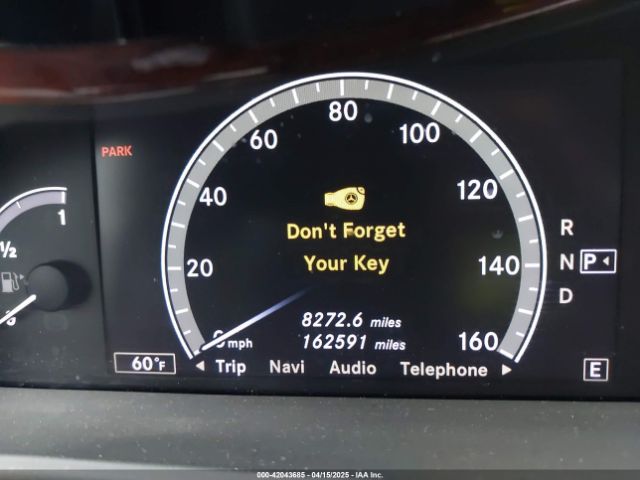 80
60
100
PARK
40
120
1
Don't Forget
R
½
Your Key
20
140
N
P
D
8272.6 miles
0 mph
162591 miles
160
60°F
Trip Navi Audio Telephone
E
000-42043685 - 04/15/2025 - IAA Inc.